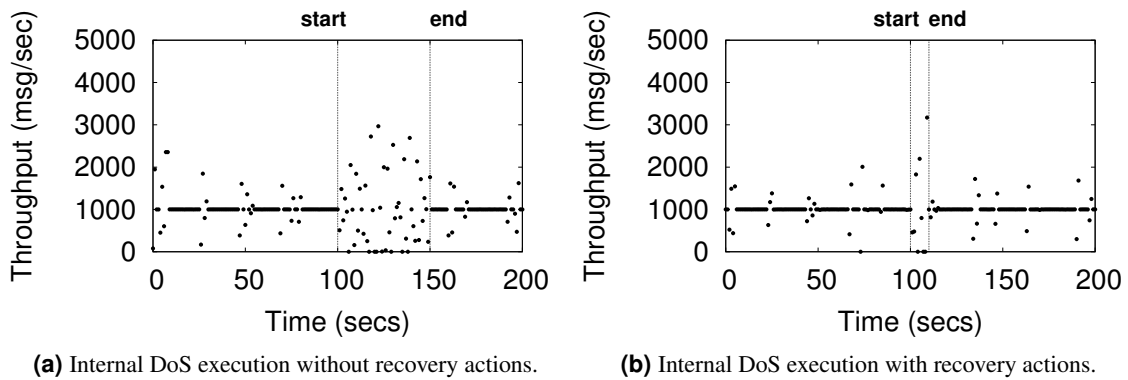 start end
5000
4000
3000
2000
1000
0
0 50 100 150 200
Throughput (msg/sec)
Time (secs)
(a) Internal DoS execution without recovery actions.
start end
5000
4000
3000
2000
1000
0
0 50 100 150 200
Throughput (msg/sec)
Time (secs)
(b) Internal DoS execution with recovery actions.